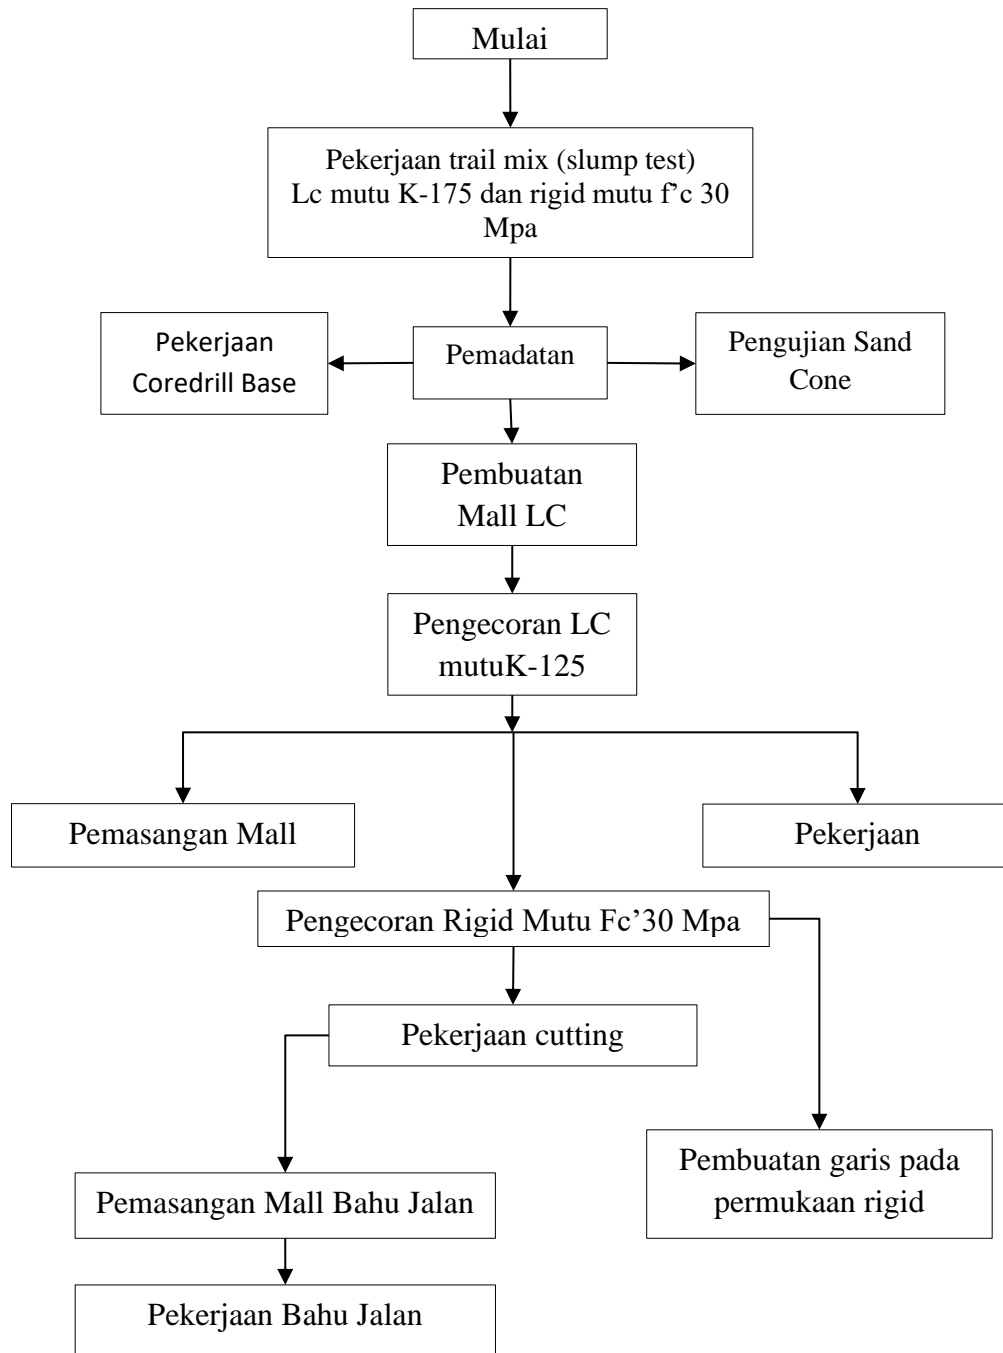 Mulai
Pekerjaan trail mix (slump test)
Lc mutu K-175 dan rigid mutu f’c 30
Mpa
Pekerjaan
Coredrill Base
Pemadatan
Pengujian Sand
Cone
Pembuatan
Mall LC
Pengecoran LC
mutuK-125
Pemasangan Mall
Pekerjaan
Pengecoran Rigid Mutu Fc’30 Mpa
Pekerjaan cutting
Pembuatan garis pada
permukaan rigid
Pemasangan Mall Bahu Jalan
Pekerjaan Bahu Jalan